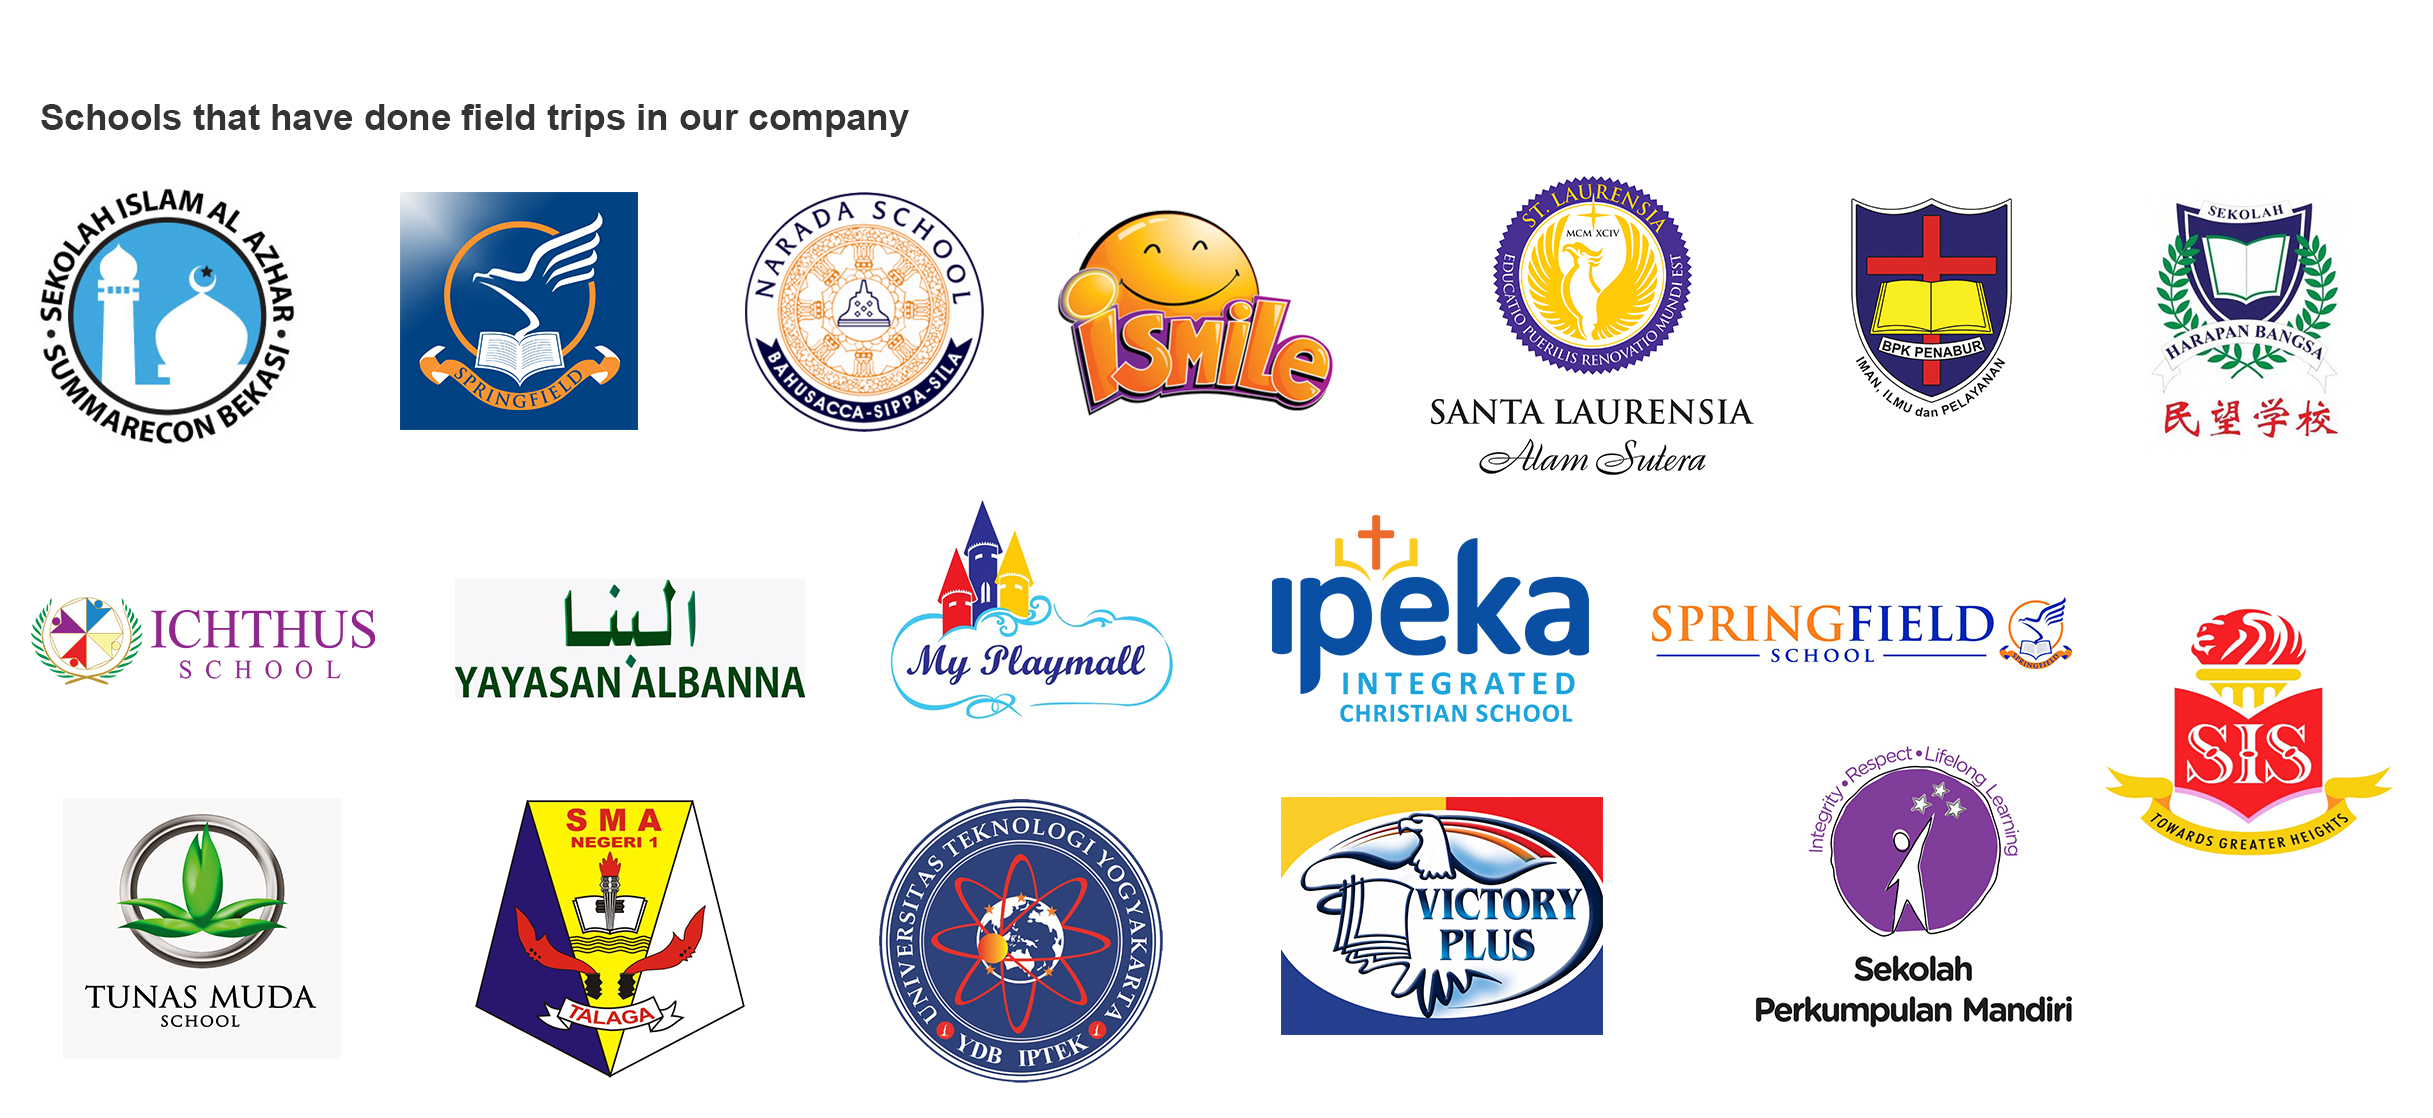 Schools that have done field trips in our company
SEKOLAH ISLAM AL AZHAR
• SUMMARECON BEKASI •
SPRINGFIELD
NARADA SCHOOL
BAHUSACCA-SIPPA-SILA
iSMiLe
ST. LAURENSIA
MCM XCIV
EDUCATIO PUERILIS RENOVATIO MUNDI EST
SANTA LAURENSIA
Alam Sutera
BPK PENABUR
IMAN, ILMU dan PELAYANAN
SEKOLAH
HARAPAN BANGSA
民望学校
ICHTHUS
SCHOOL
البنا
YAYASAN ALBANNA
My Playmall
ipeka
INTEGRATED
CHRISTIAN SCHOOL
SPRINGFIELD
SCHOOL
SPRINGFIELD
SIS
TOWARDS GREATER HEIGHTS
TUNAS MUDA
SCHOOL
SMA
NEGERI 1
TALAGA
UNIVERSITAS TEKNOLOGI YOGYAKARTA
YDB IPTEK
VICTORY
PLUS
Integrity • Respect • Lifelong Learning
Sekolah
Perkumpulan Mandiri